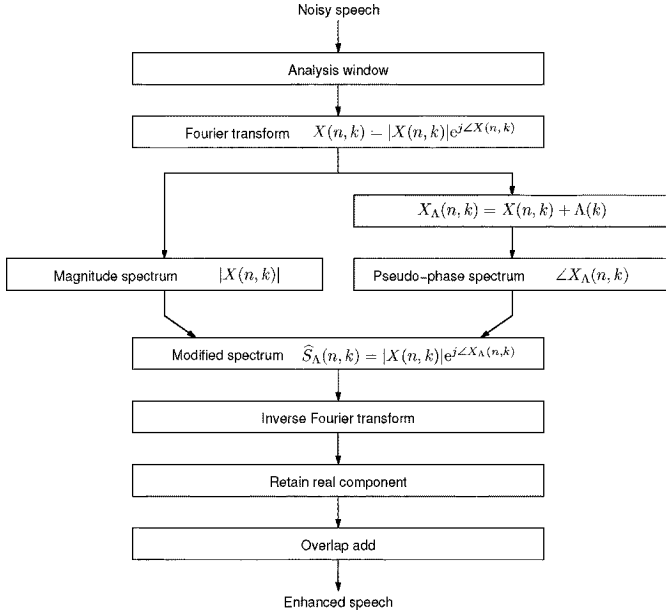 Noisy speech
Analysis window
Fourier transform X(n, k) = |X(n, k)|e^{j∠X(n,k)}
X_Λ(n, k) = X(n, k) + Λ(k)
Magnitude spectrum |X(n, k)|
Pseudo-phase spectrum ∠X_Λ(n, k)
Modified spectrum Ŝ_Λ(n, k) = |X(n, k)|e^{j∠X_Λ(n,k)}
Inverse Fourier transform
Retain real component
Overlap add
Enhanced speech